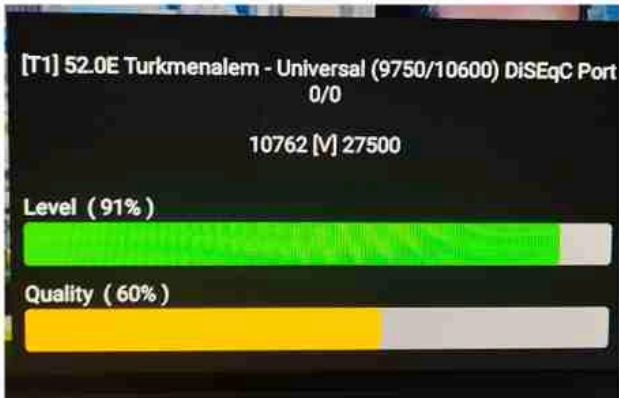 [T1] 52.0E Turkmenalem - Universal (9750/10600) DiSEqC Port
0/0
10762 [V] 27500
Level ( 91% )
Quality ( 60% )